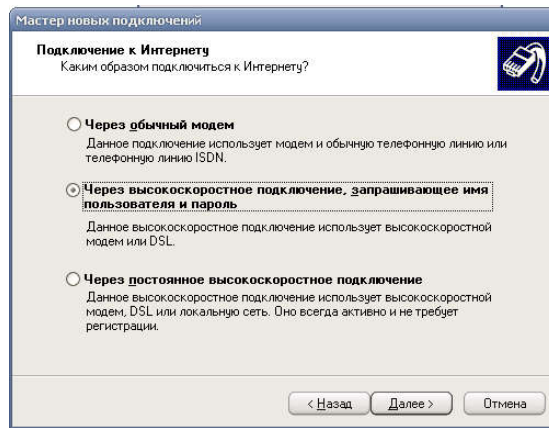 Мастер новых подключений
Подключение к Интернету
Каким образом подключиться к Интернету?
Через обычный модем
Данное подключение использует модем и обычную телефонную линию или
телефонную линию ISDN.
Через высокоскоростное подключение, запрашивающее имя
пользователя и пароль
Данное высокоскоростное подключение использует высокоскоростной
модем или DSL.
Через постоянное высокоскоростное подключение
Данное высокоскоростное подключение использует высокоскоростной
модем, DSL или локальную сеть. Оно всегда активно и не требует
регистрации.
< Назад Далее > Отмена